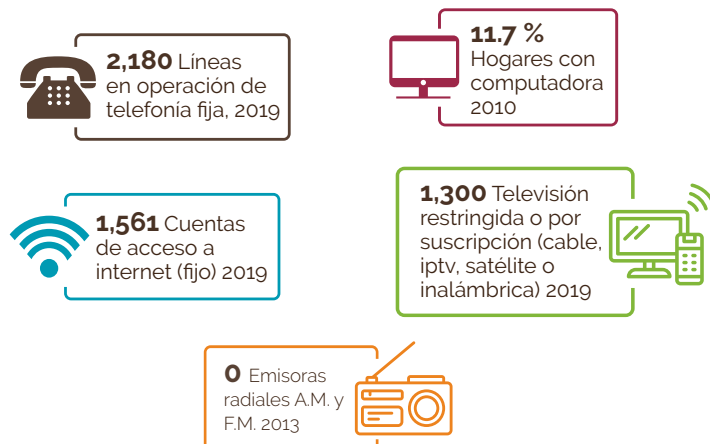 2,180 Líneas
en operación de
telefonía fija, 2019
11.7 %
Hogares con
computadora
2010
1,561 Cuentas
de acceso a
internet (fijo) 2019
1,300 Televisión
restringida o por
suscripción (cable,
iptv, satélite o
inalámbrica) 2019
0 Emisoras
radiales A.M. y
F.M. 2013